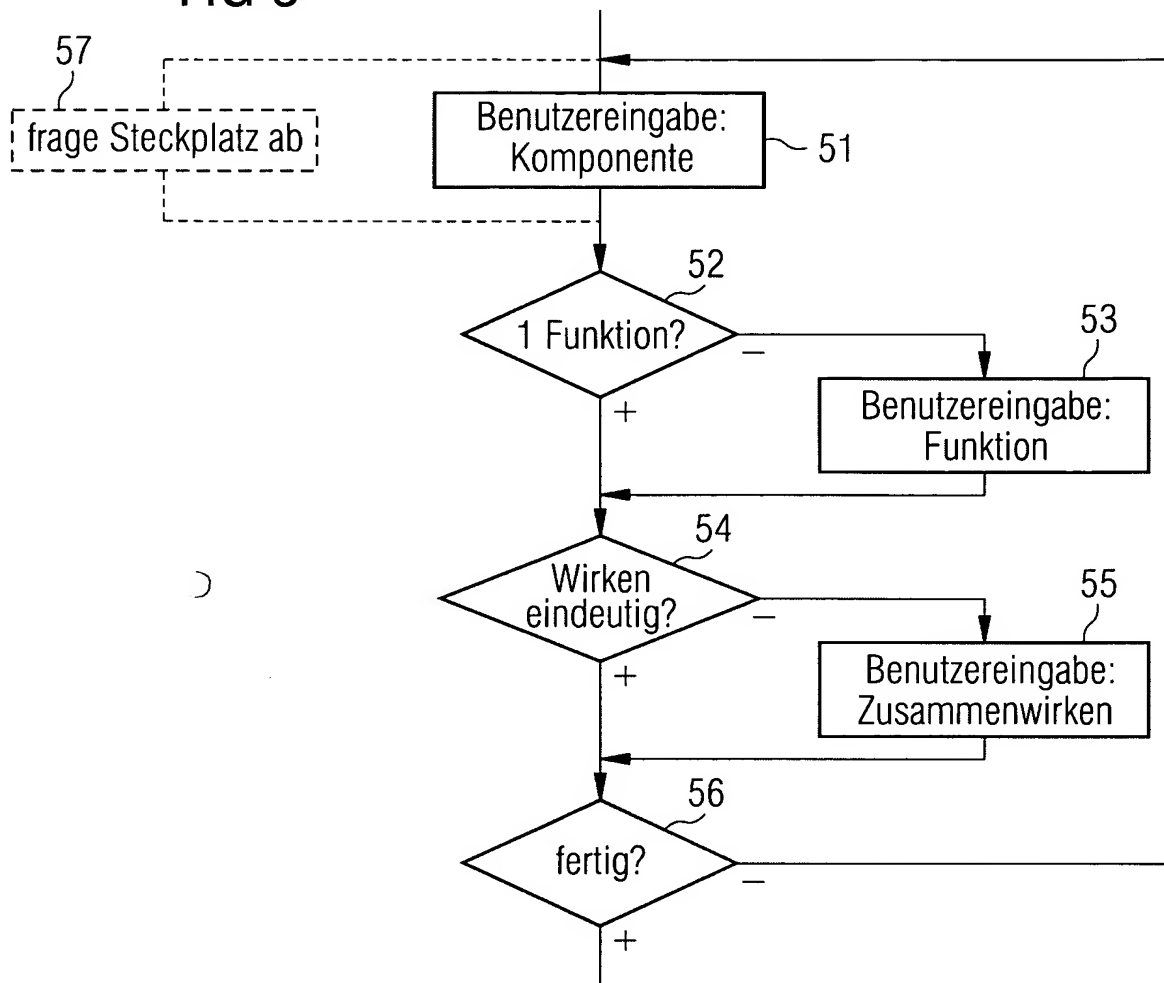 57
frage Steckplatz ab
Benutzereingabe:
Komponente
51
52
1 Funktion?
−
+
53
Benutzereingabe:
Funktion
54
Wirken
eindeutig?
−
+
55
Benutzereingabe:
Zusammenwirken
56
fertig?
−
+